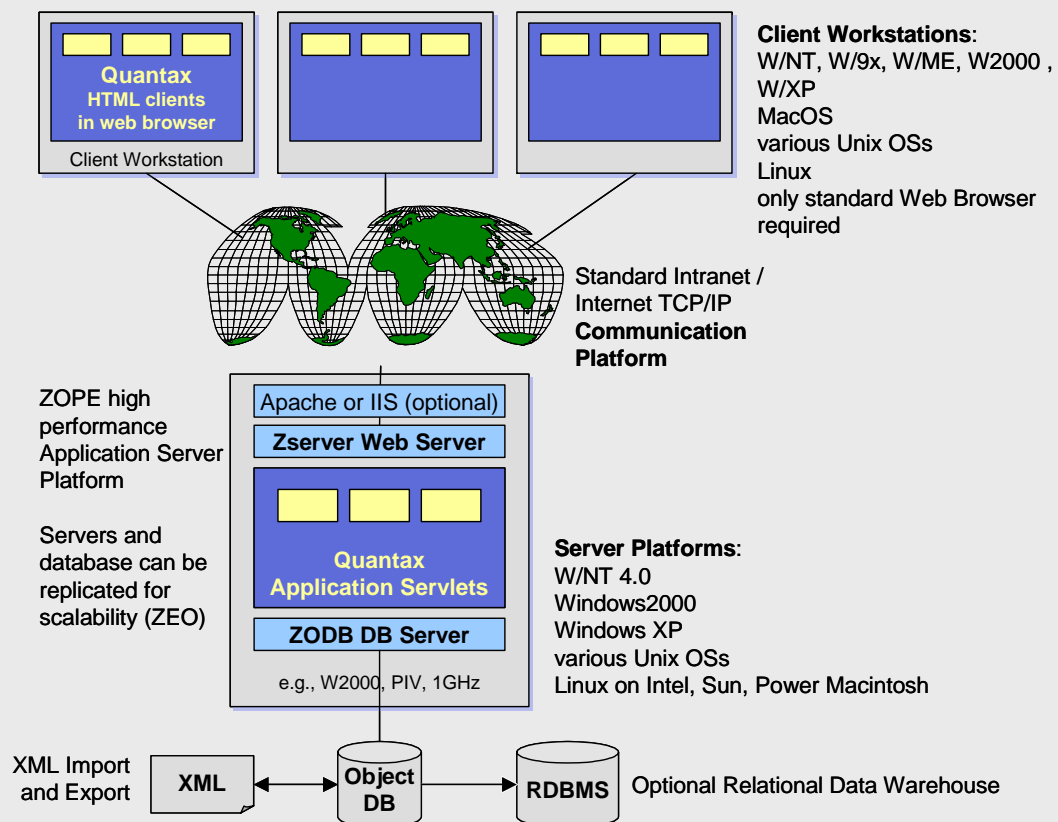 Quantax
HTML clients
in web browser
Client Workstation
Client Workstations:
W/NT, W/9x, W/ME, W2000 ,
W/XP
MacOS
various Unix OSs
Linux
only standard Web Browser
required
Standard Intranet /
Internet TCP/IP
Communication
Platform
ZOPE high
performance
Application Server
Platform
Servers and
database can be
replicated for
scalability (ZEO)
Apache or IIS (optional)
Zserver Web Server
Quantax
Application Servlets
ZODB DB Server
e.g., W2000, PIV, 1GHz
Server Platforms:
W/NT 4.0
Windows2000
Windows XP
various Unix OSs
Linux on Intel, Sun, Power Macintosh
XML Import
and Export
XML
Object
DB
RDBMS
Optional Relational Data Warehouse